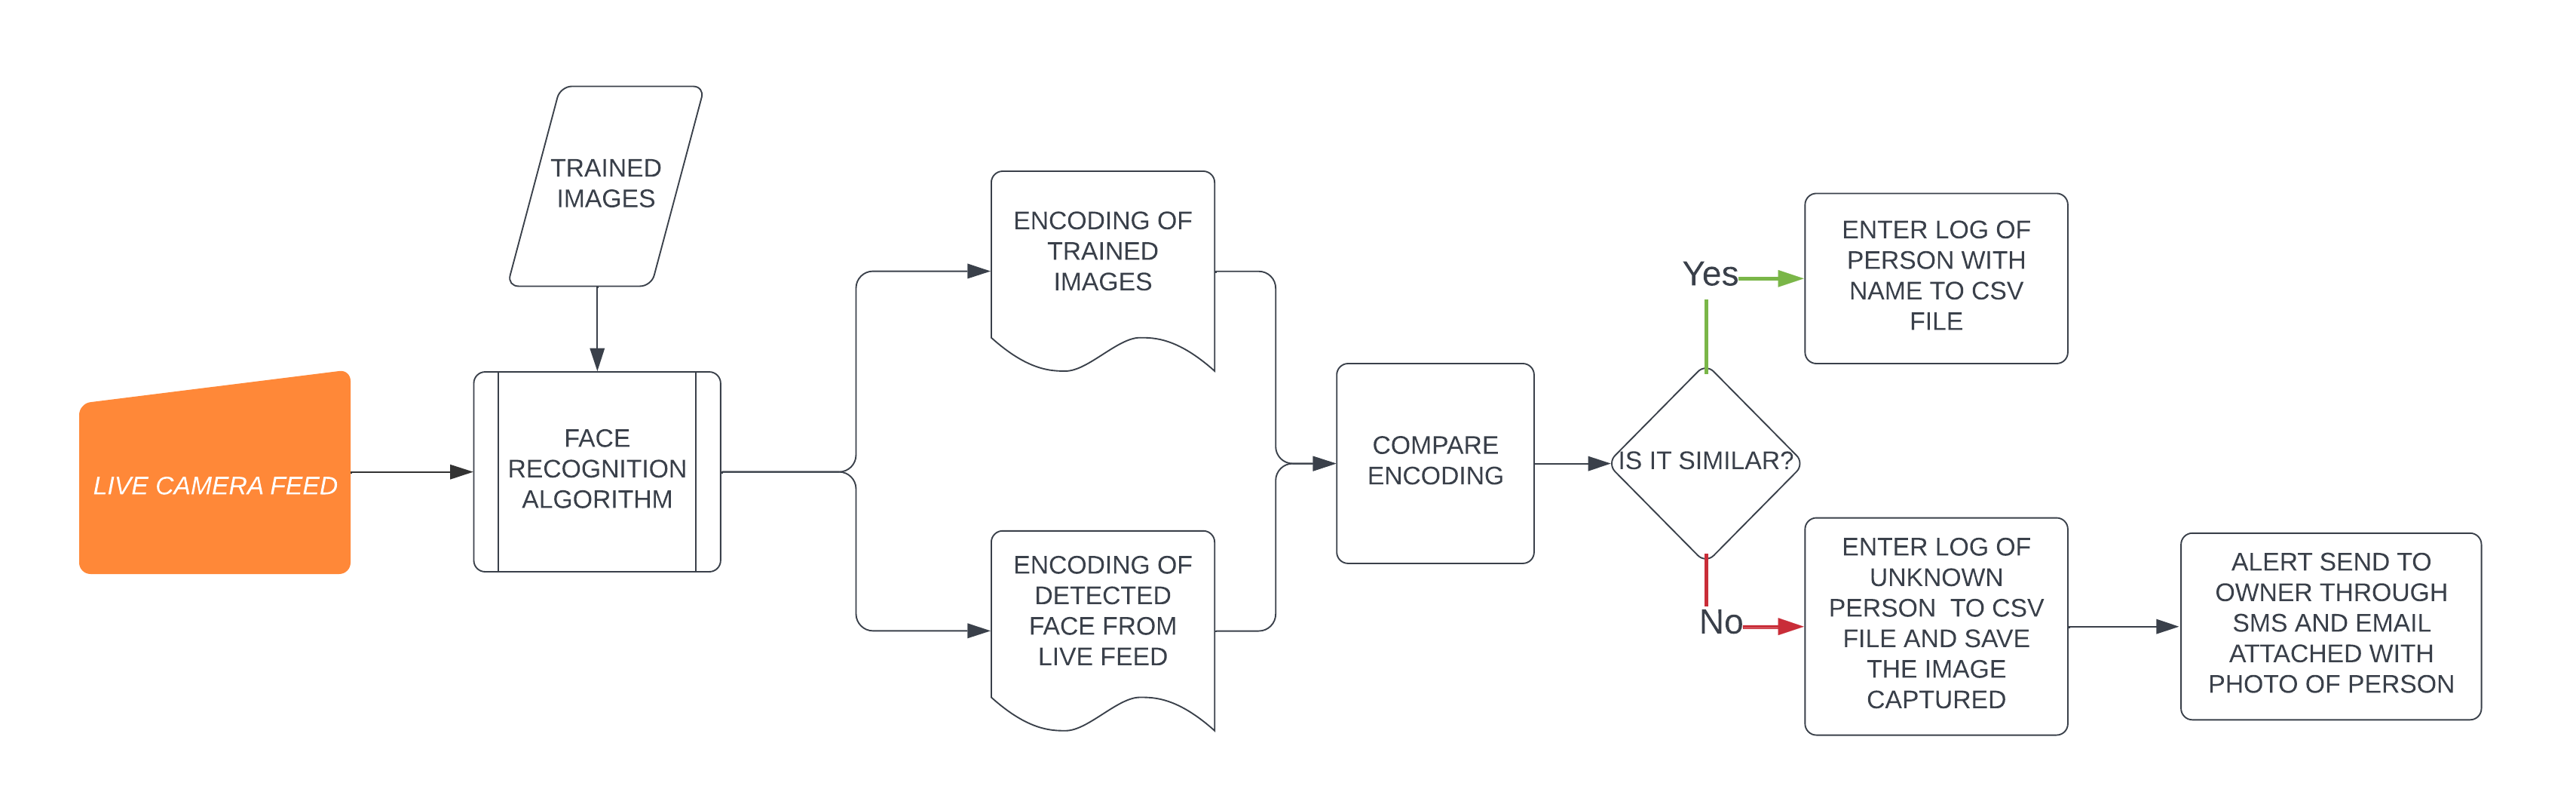 TRAINED
IMAGES
LIVE CAMERA FEED
FACE
RECOGNITION
ALGORITHM
ENCODING OF
TRAINED
IMAGES
ENCODING OF
DETECTED
FACE FROM
LIVE FEED
COMPARE
ENCODING
IS IT SIMILAR?
Yes
ENTER LOG OF
PERSON WITH
NAME TO CSV
FILE
No
ENTER LOG OF
UNKNOWN
PERSON  TO CSV
FILE AND SAVE
THE IMAGE
CAPTURED
ALERT SEND TO
OWNER THROUGH
SMS AND EMAIL
ATTACHED WITH
PHOTO OF PERSON